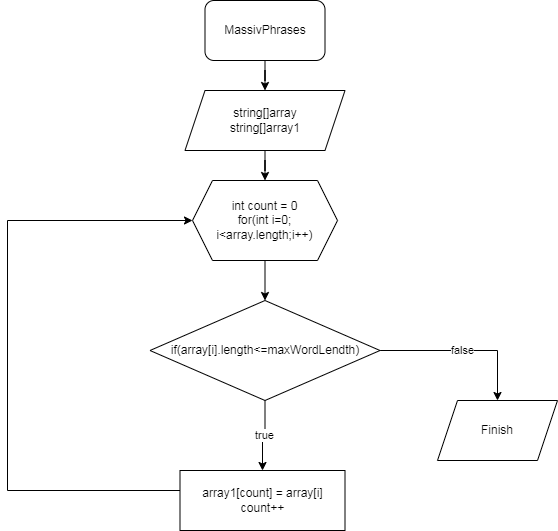 MassivPhrases
string[]array
string[]array1
int count = 0
for(int i=0;
i<array.length;i++)
if(array[i].length<=maxWordLendth)
false
Finish
true
array1[count] = array[i]
count++